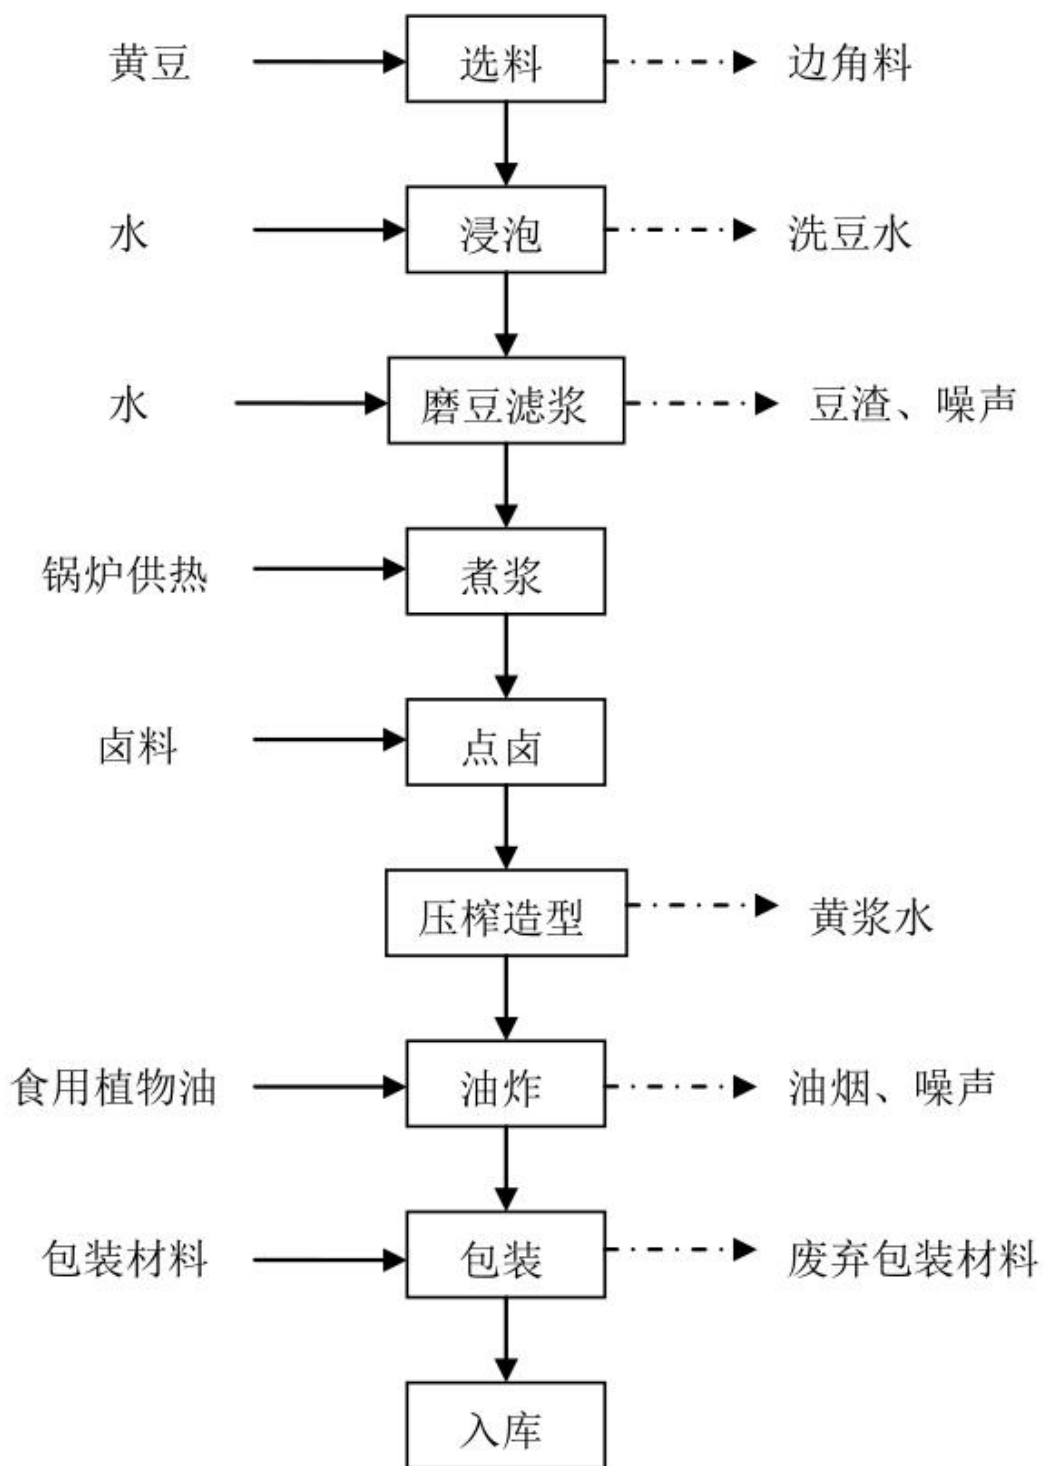 黄豆
选料
边角料
水
浸泡
洗豆水
水
磨豆滤浆
豆渣、噪声
锅炉供热
煮浆
卤料
点卤
压榨造型
黄浆水
食用植物油
油炸
油烟、噪声
包装材料
包装
废弃包装材料
入库